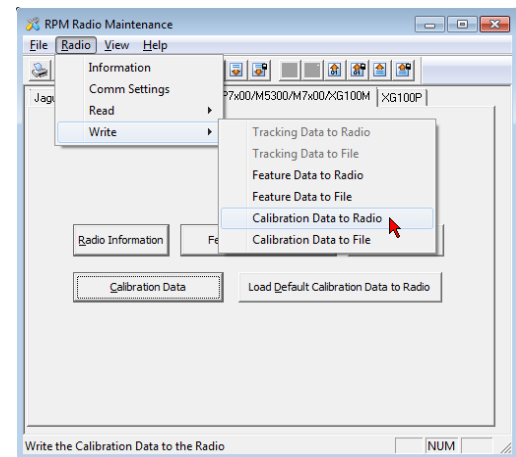 RPM Radio Maintenance
File Radio View Help
Information
Comm Settings
Read
Write
P7x00/M5300/M7x00/XG100M XG100P
Tracking Data to Radio
Tracking Data to File
Feature Data to Radio
Feature Data to File
Calibration Data to Radio
Calibration Data to File
Radio Information Fe
Calibration Data Load Default Calibration Data to Radio
Write the Calibration Data to the Radio NUM